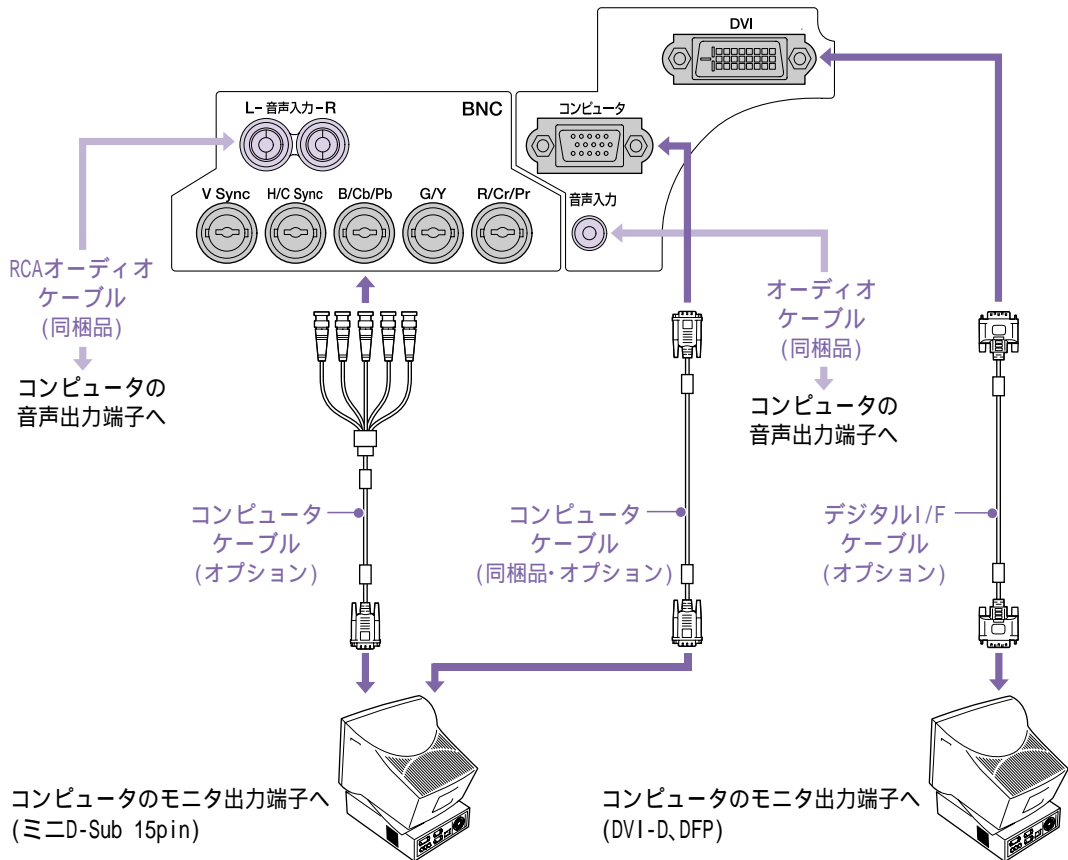 DVI
L-音声入力-R
BNC
コンピュータ
V Sync
H/C Sync
B/Cb/Pb
G/Y
R/Cr/Pr
音声入力
RCAオーディオ
ケーブル
(同梱品)
コンピュータの
音声出力端子へ
オーディオ
ケーブル
(同梱品)
コンピュータの
音声出力端子へ
コンピュータ
ケーブル
(オプション)
コンピュータ
ケーブル
(同梱品・オプション)
デジタルI/F
ケーブル
(オプション)
コンピュータのモニタ出力端子へ
(ミニD-Sub 15pin)
コンピュータのモニタ出力端子へ
(DVI-D、DFP)